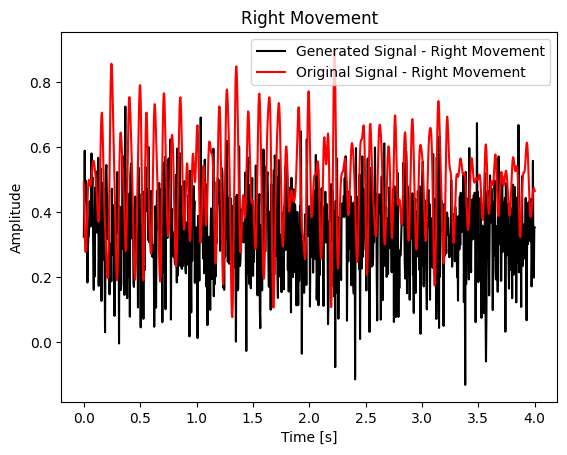 Right Movement
Generated Signal - Right Movement
Original Signal - Right Movement
Amplitude
0.8
0.6
0.4
0.2
0.0
0.0 0.5 1.0 1.5 2.0 2.5 3.0 3.5 4.0
Time [s]